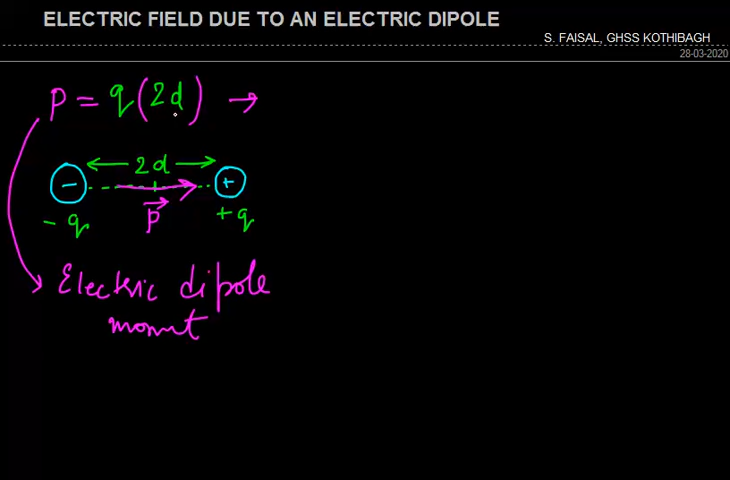 ELECTRIC FIELD DUE TO AN ELECTRIC DIPOLE
S. FAISAL, GHSS KOTHIBAGH
28-03-2020
p = q(2d) →
2d
− +
p⃗
− q + q
Electric dipole
momnt